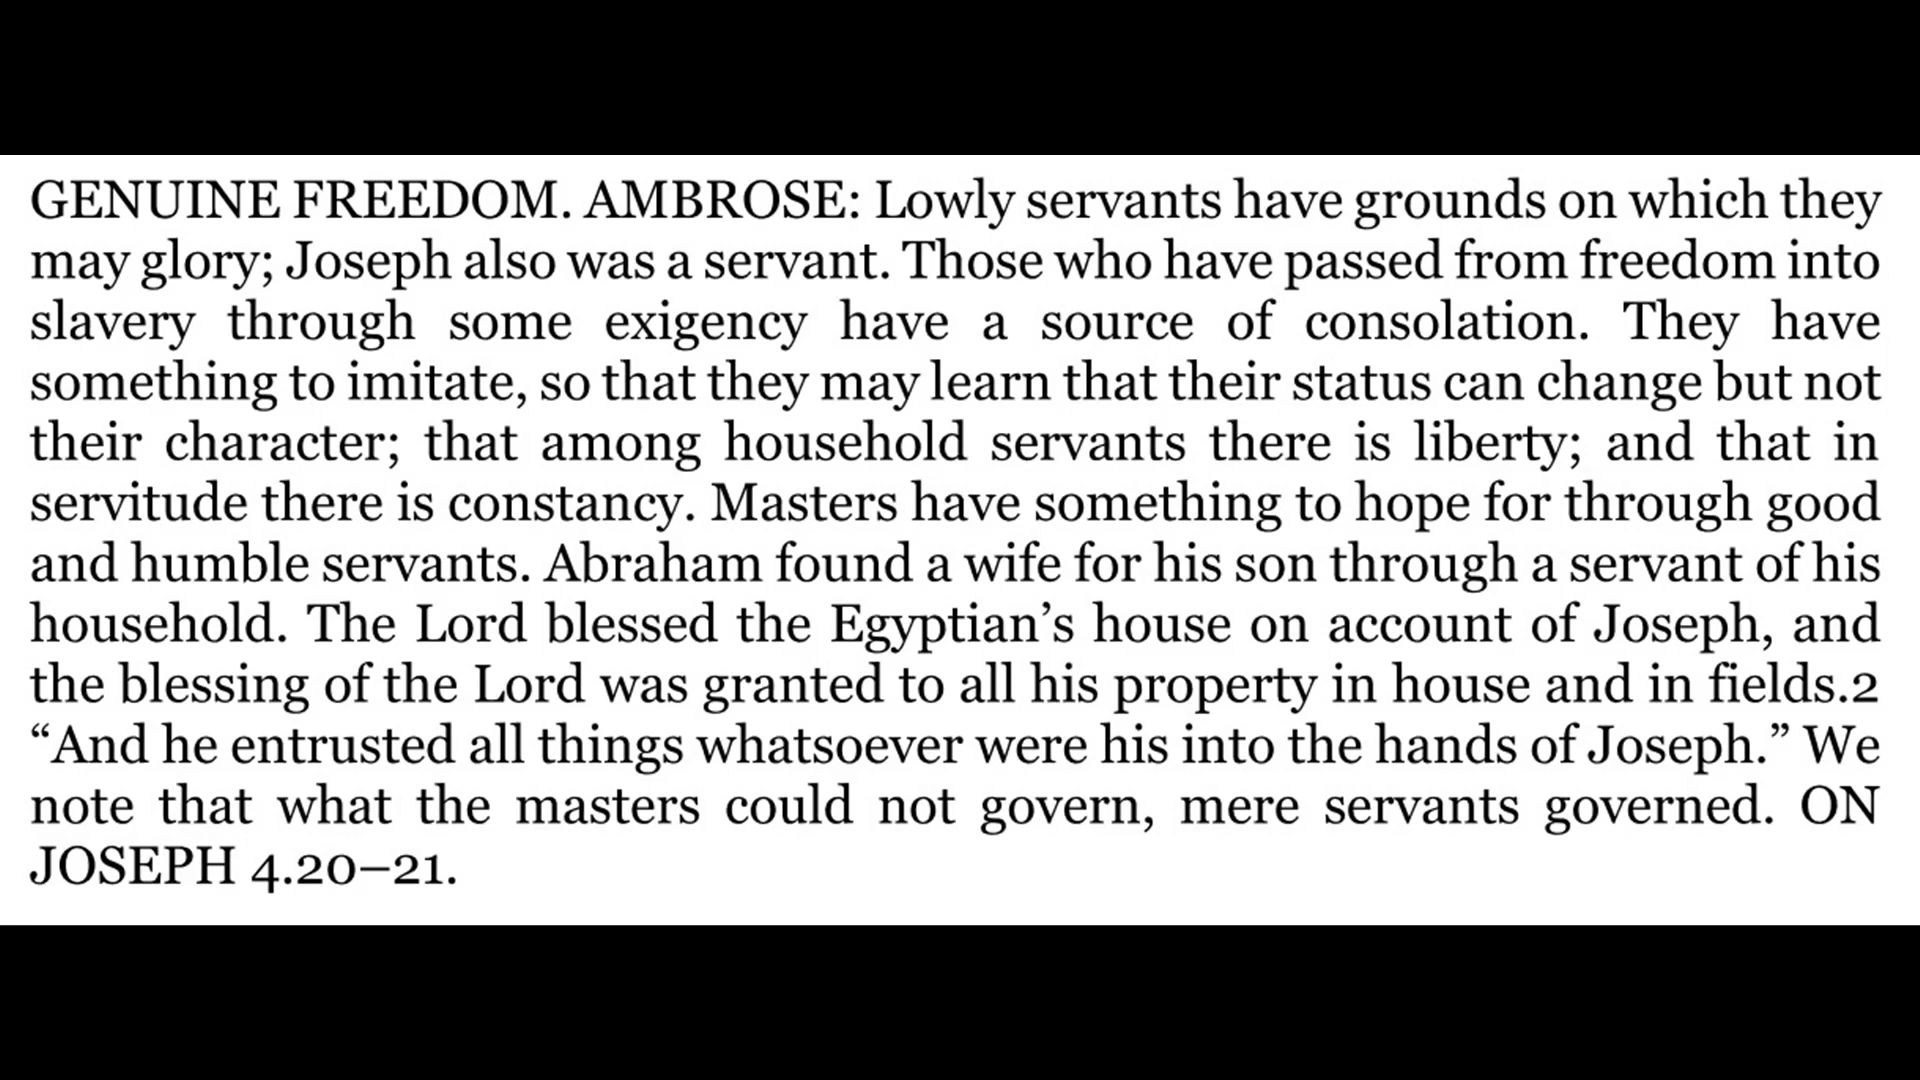 GENUINE FREEDOM. AMBROSE: Lowly servants have grounds on which they
may glory; Joseph also was a servant. Those who have passed from freedom into
slavery through some exigency have a source of consolation. They have
something to imitate, so that they may learn that their status can change but not
their character; that among household servants there is liberty; and that in
servitude there is constancy. Masters have something to hope for through good
and humble servants. Abraham found a wife for his son through a servant of his
household. The Lord blessed the Egyptian’s house on account of Joseph, and
the blessing of the Lord was granted to all his property in house and in fields.2
“And he entrusted all things whatsoever were his into the hands of Joseph.” We
note that what the masters could not govern, mere servants governed. ON
JOSEPH 4.20–21.